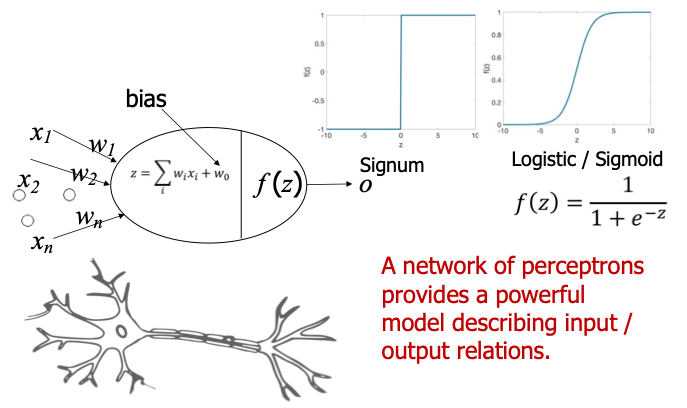 bias
x1
w1
x2
w2
wn
xn
z = ∑i wixi + w0
f(z)
o
1
0.5
0
-0.5
-1
-10
-5
0
5
10
f(z)
z
Signum
1
0.8
0.6
0.4
0.2
0
-10
-5
0
5
10
f(z)
z
Logistic / Sigmoid
f(z) = 1 / 1 + e^-z
A network of perceptrons
provides a powerful
model describing input /
output relations.